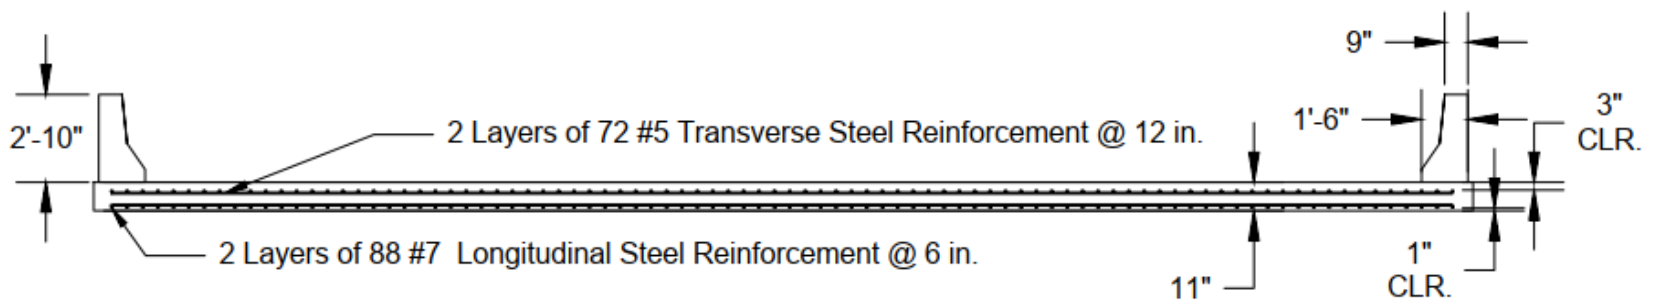 9"
2'-10"
2 Layers of 72 #5 Transverse Steel Reinforcement @ 12 in.
1'-6"
3"
CLR.
2 Layers of 88 #7  Longitudinal Steel Reinforcement @ 6 in.
11"
1"
CLR.